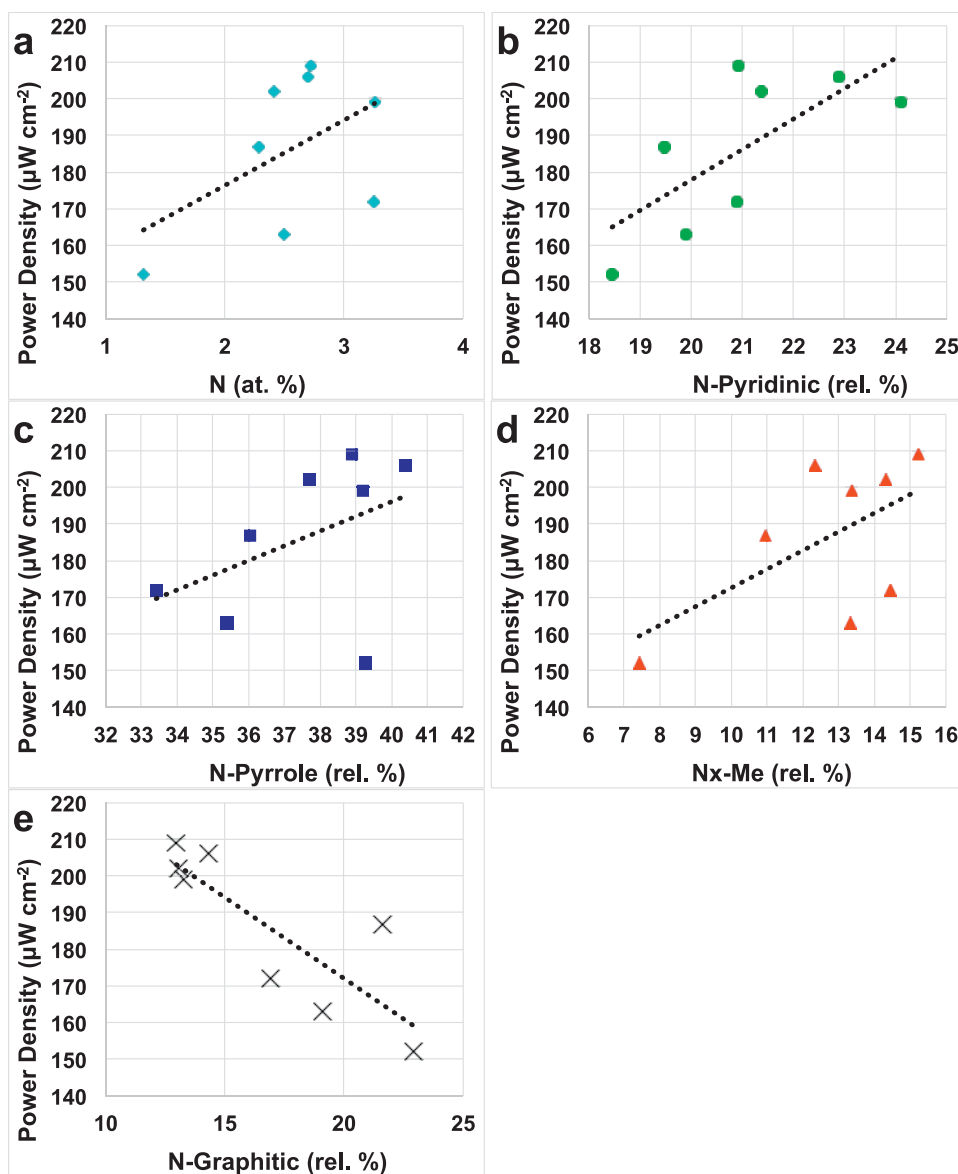 a
Power Density (µW cm-2)
220
210
200
190
180
170
160
150
140
1 2 3 4
N (at. %)
b
Power Density (µW cm-2)
220
210
200
190
180
170
160
150
140
18 19 20 21 22 23 24 25
N-Pyridinic (rel. %)
c
Power Density (µW cm-2)
220
210
200
190
180
170
160
150
140
32 33 34 35 36 37 38 39 40 41 42
N-Pyrrole (rel. %)
d
Power Density (µW cm-2)
220
210
200
190
180
170
160
150
140
6 7 8 9 10 11 12 13 14 15 16
Nx-Me (rel. %)
e
Power Density (µW cm-2)
220
210
200
190
180
170
160
150
140
10 15 20 25
N-Graphitic (rel. %)